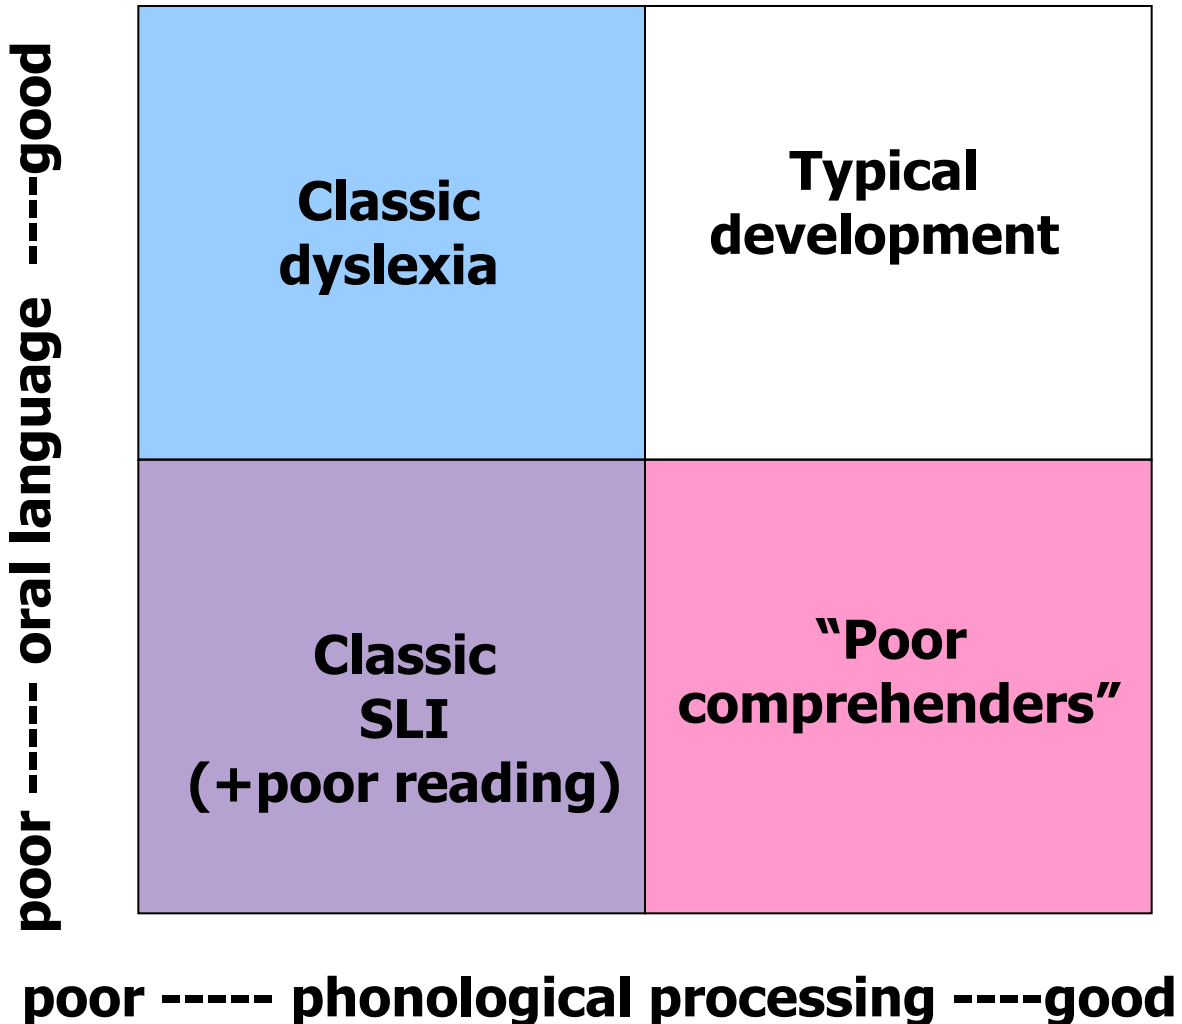 Classic
dyslexia
Typical
development
Classic
SLI
(+poor reading)
“Poor
comprehenders”
poor ----- oral language ----good
poor ----- phonological processing ----good